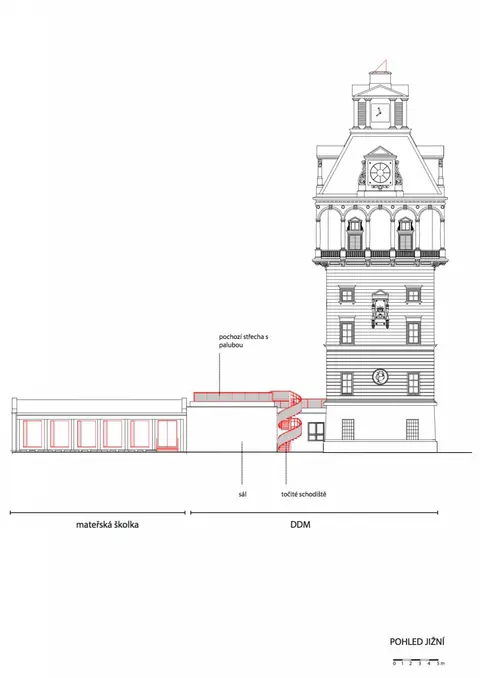 pochozí střecha s
palubou
sál
točité schodiště
mateřská školka
DDM
POHLED JIŽNÍ
0 1 2 3 4 5 m